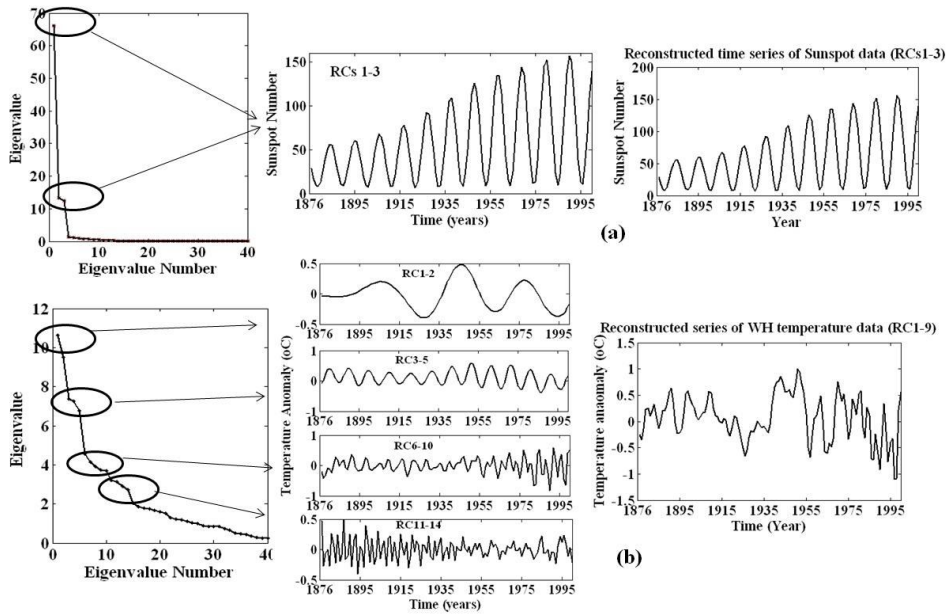 70
60
50
40
30
20
10
0
0 10 20 30 40
Eigenvalue
Eigenvalue Number
RCs 1-3
150
100
50
0
1876 1895 1915 1935 1955 1975 1995
Sunspot Number
Time (years)
Reconstructed time series of Sunspot data (RCs1-3)
200
150
100
50
0
1876 1895 1915 1935 1955 1975 1995
Sunspot Number
Year
(a)
12
10
8
6
4
2
0
0 10 20 30 40
Eigenvalue
Eigenvalue Number
Temperature Anomaly (oC)
RC1-2
0.5
0
-0.5
1876 1895 1915 1935 1955 1975 1995
RC3-5
1
0
-1
1876 1895 1915 1935 1955 1975 1995
RC6-10
1
0
-1
1876 1895 1915 1935 1955 1975 1995
RC11-14
0.5
0
-0.5
1876 1895 1915 1935 1955 1975 1995
Time (years)
Reconstructed series of WH temperature data (RC1-9)
1.5
1
0.5
0
-0.5
-1
-1.5
1876 1895 1915 1935 1955 1975 1995
Temperature anaomaly (oC)
Time (Year)
(b)